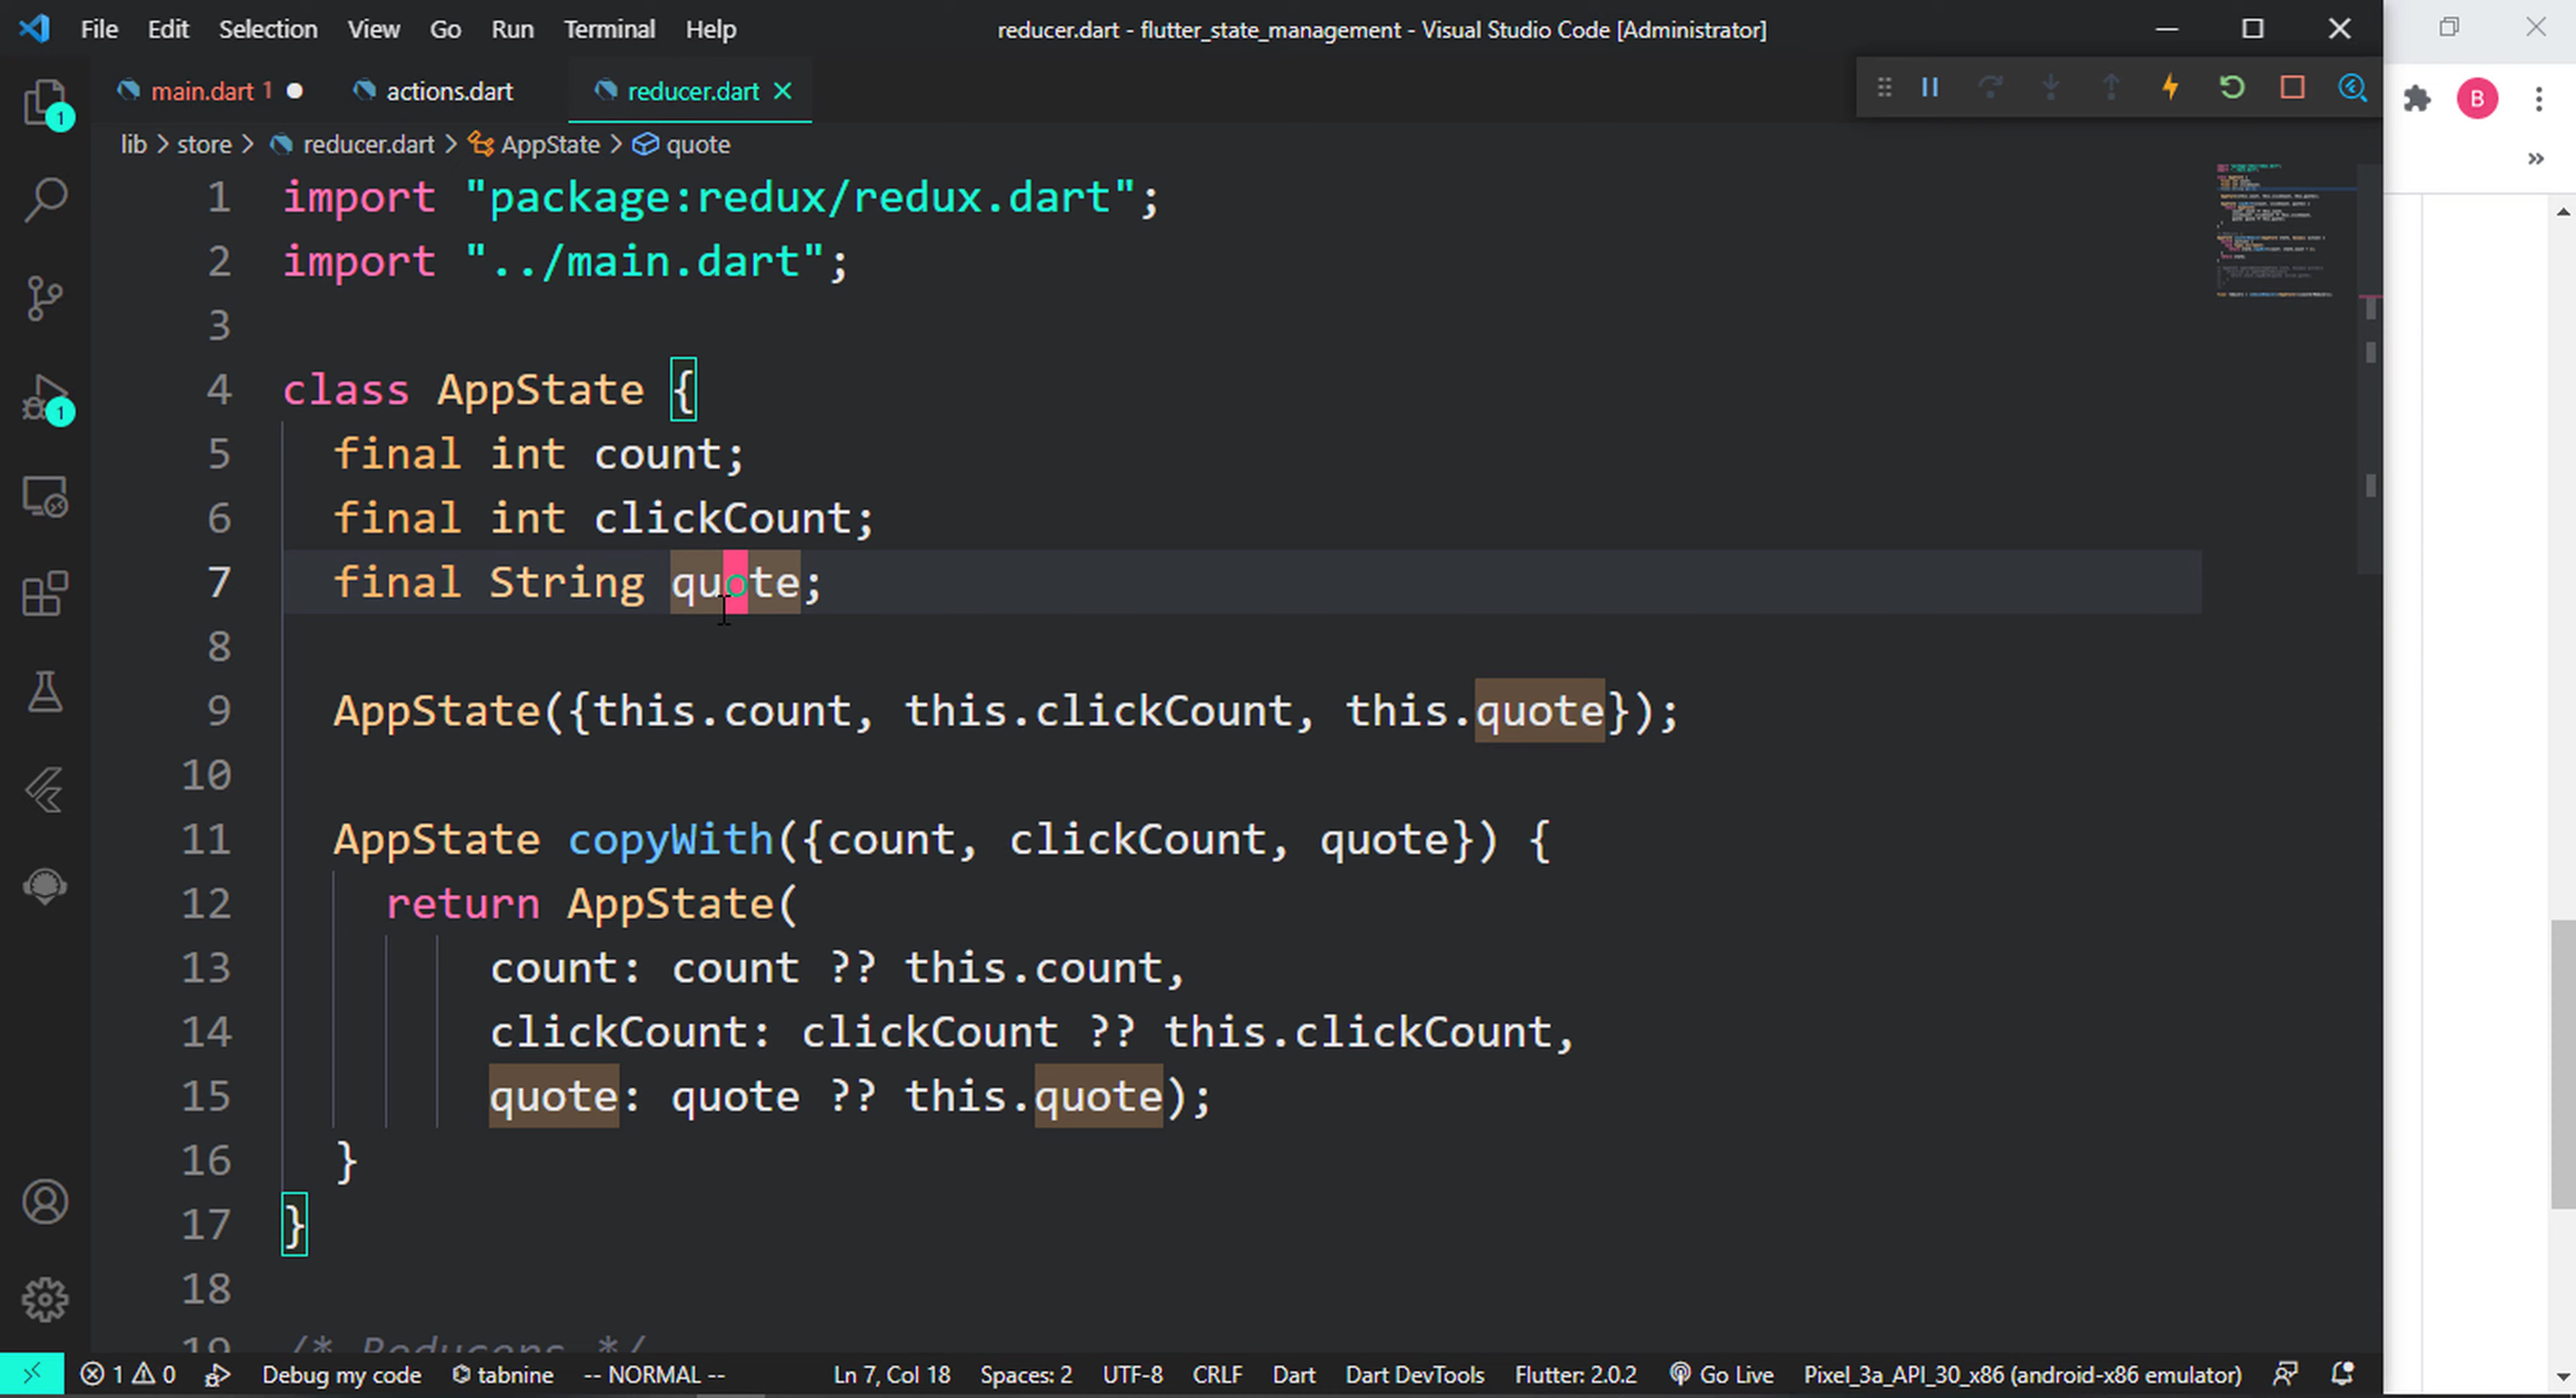 File Edit Selection View Go Run Terminal Help reducer.dart - flutter_state_management - Visual Studio Code [Administrator]
main.dart 1 actions.dart reducer.dart
B
lib > store > reducer.dart > AppState > quote
1 import "package:redux/redux.dart";
2 import "../main.dart";
3
4 class AppState {
5 final int count;
6 final int clickCount;
7 final String quote;
8
9 AppState({this.count, this.clickCount, this.quote});
10
11 AppState copyWith({count, clickCount, quote}) {
12 return AppState(
13 count: count ?? this.count,
14 clickCount: clickCount ?? this.clickCount,
15 quote: quote ?? this.quote);
16 }
17 }
18
19 /* Reducers */
1
1
1 0 Debug my code tabnine -- NORMAL -- Ln 7, Col 18 Spaces: 2 UTF-8 CRLF Dart Dart DevTools Flutter: 2.0.2 Go Live Pixel_3a_API_30_x86 (android-x86 emulator)